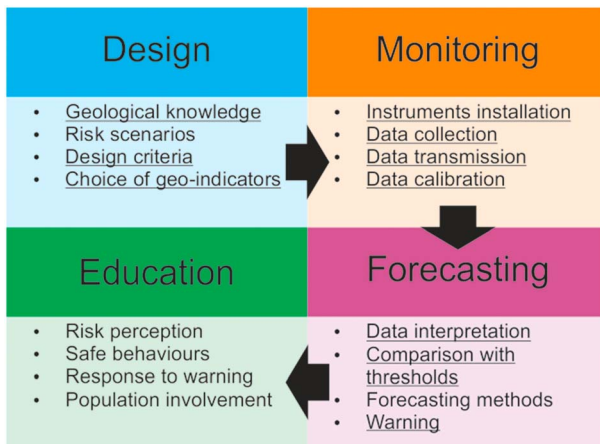 Design
• Geological knowledge
• Risk scenarios
• Design criteria
• Choice of geo-indicators
Monitoring
• Instruments installation
• Data collection
• Data transmission
• Data calibration
Education
• Risk perception
• Safe behaviours
• Response to warning
• Population involvement
Forecasting
• Data interpretation
• Comparison with
thresholds
• Forecasting methods
• Warning